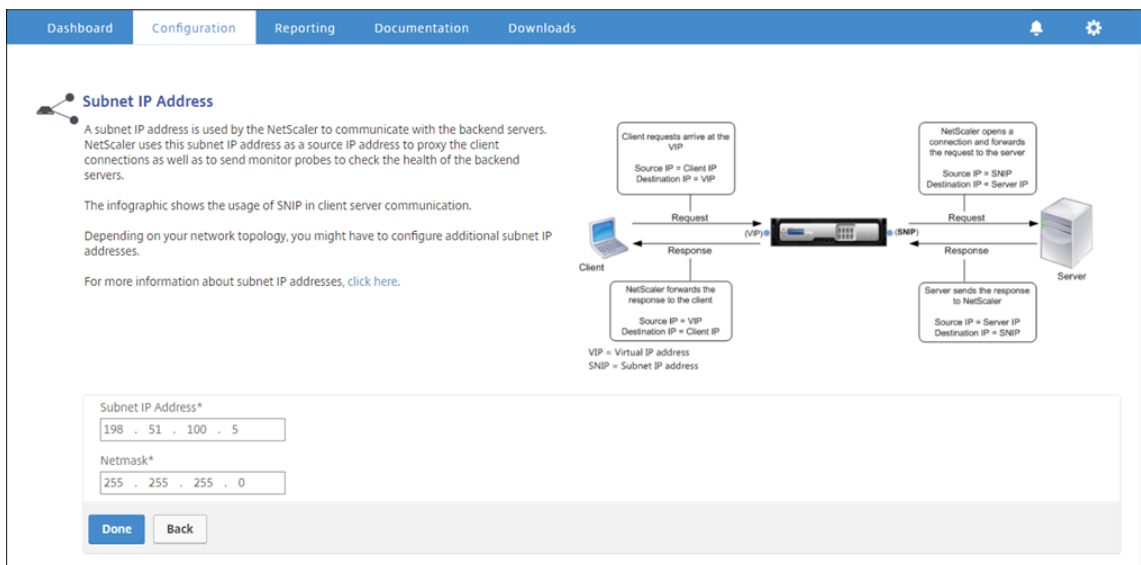 Dashboard Configuration Reporting Documentation Downloads
Subnet IP Address
A subnet IP address is used by the NetScaler to communicate with the backend servers.
NetScaler uses this subnet IP address as a source IP address to proxy the client
connections as well as to send monitor probes to check the health of the backend
servers.
The infographic shows the usage of SNIP in client server communication.
Depending on your network topology, you might have to configure additional subnet IP
addresses.
For more information about subnet IP addresses, click here.
Client requests arrive at the
VIP
Source IP = Client IP
Destination IP = VIP
NetScaler opens a
connection and forwards
the request to the server
Source IP = SNIP
Destination IP = Server IP
Request
Request
(VIP)
(SNIP)
Response
Response
Client
Server
NetScaler forwards the
response to the client
Source IP = VIP
Destination IP = Client IP
Server sends the response
to NetScaler
Source IP = Server IP
Destination IP = SNIP
VIP = Virtual IP address
SNIP = Subnet IP address
Subnet IP Address*
198 . 51 . 100 . 5
Netmask*
255 . 255 . 255 . 0
Done Back